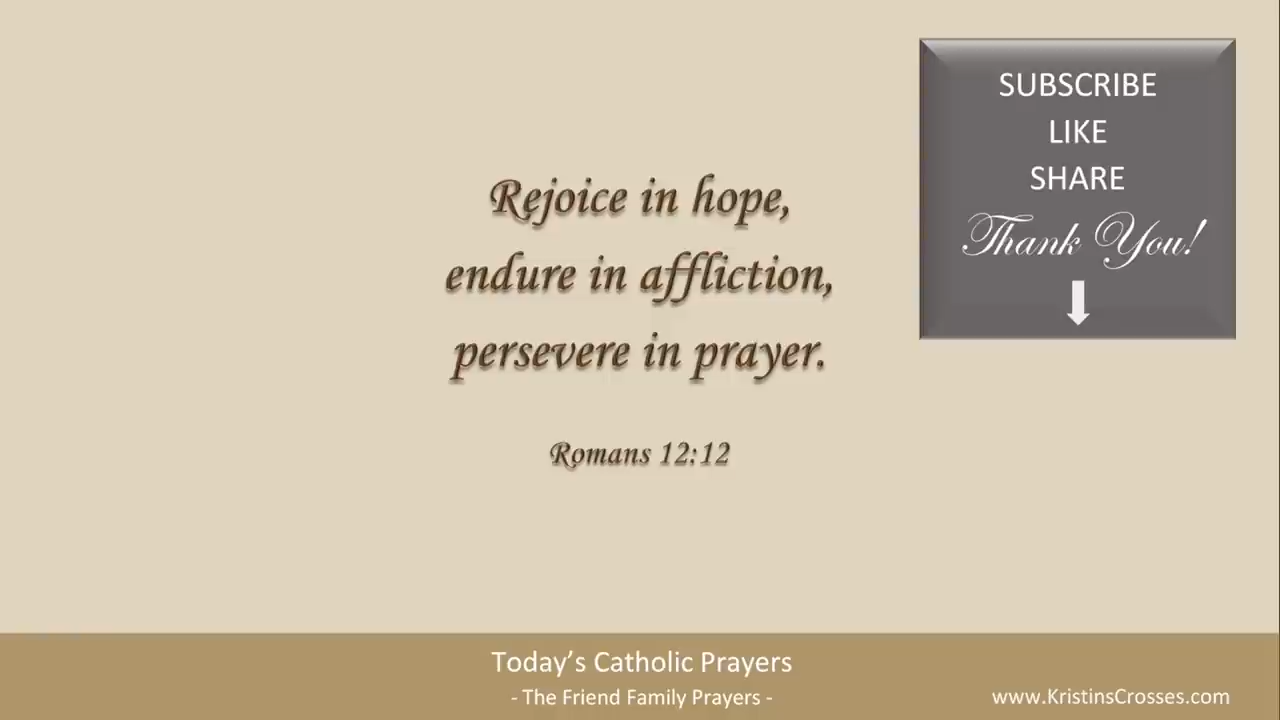 Rejoice in hope,
endure in affliction,
persevere in prayer.
Romans 12:12
SUBSCRIBE
LIKE
SHARE
Thank You!
Today’s Catholic Prayers
- The Friend Family Prayers -
www.KristinsCrosses.com